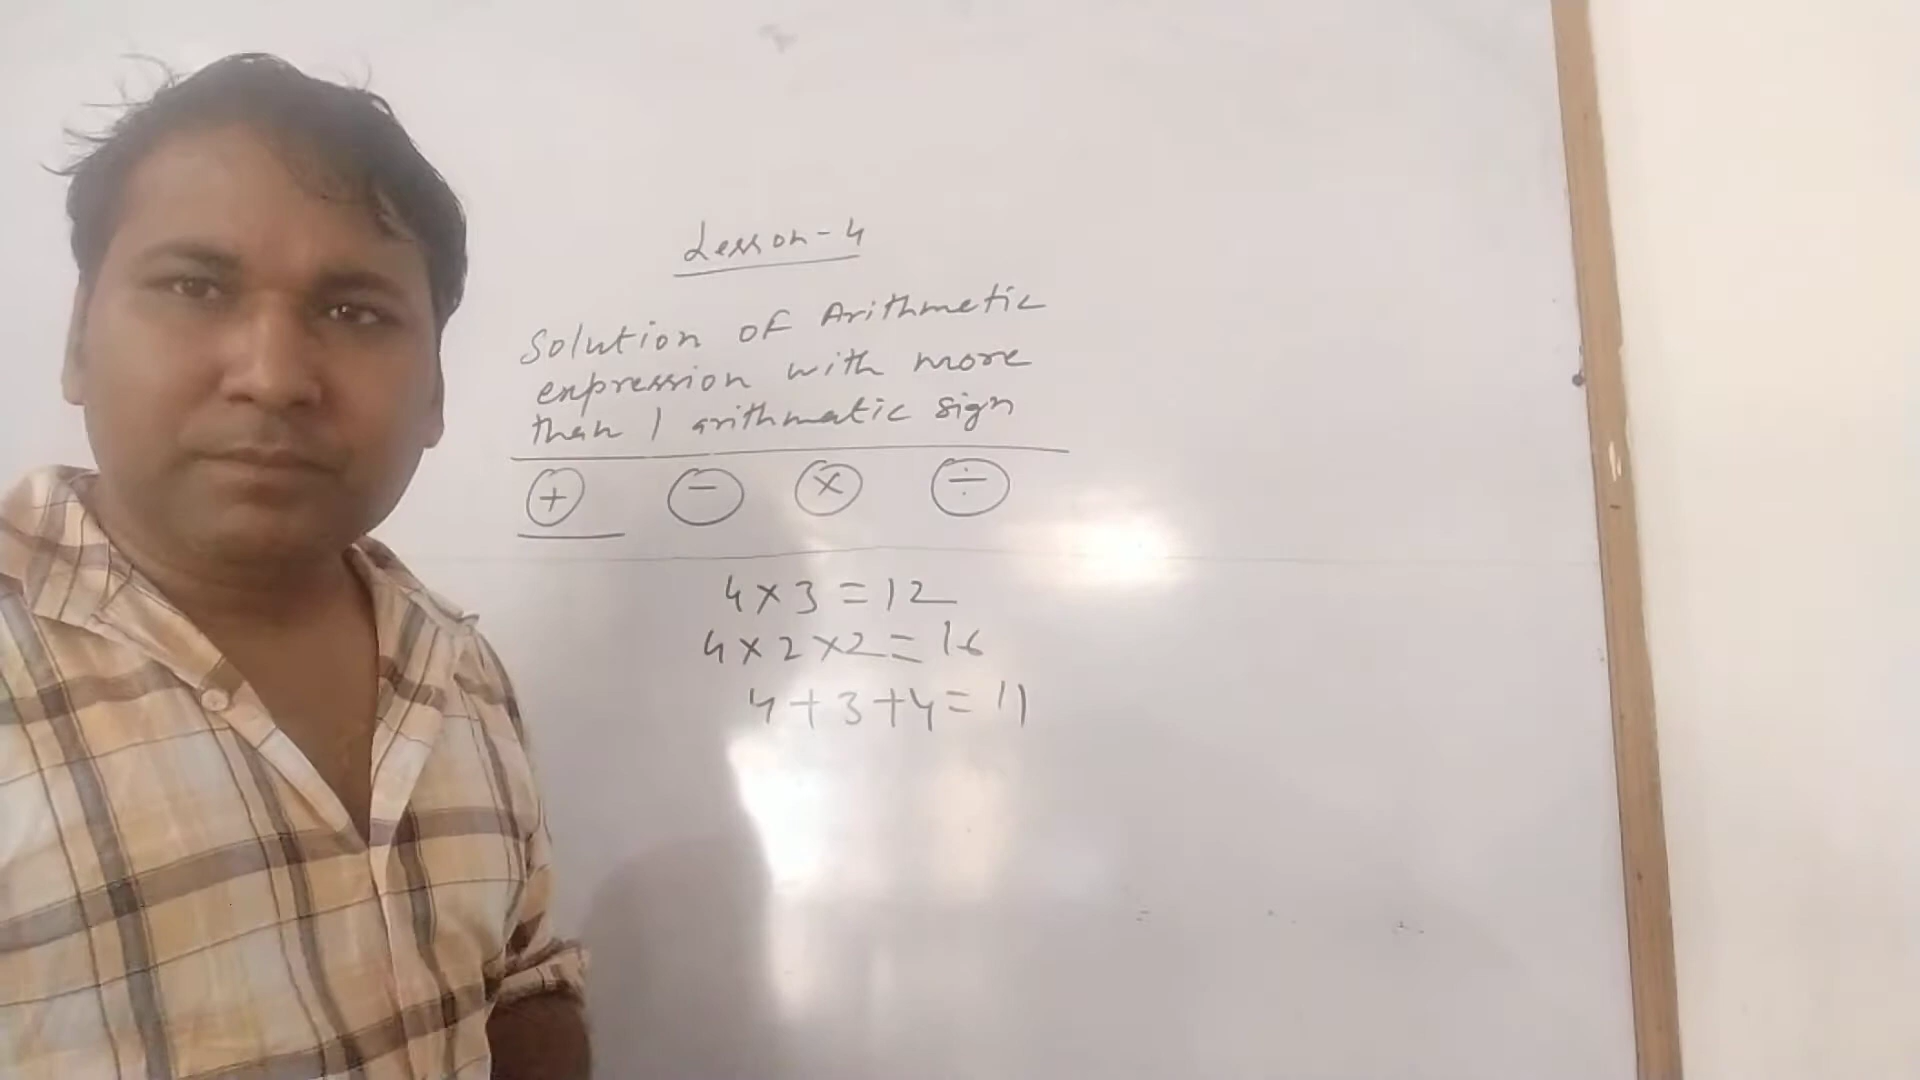 Lesson-4
Solution OF Arithmetic
expression with more
than 1 arithmatic sign
+ - × ÷
4×3=12
4×2×2=16
4+3+4=11